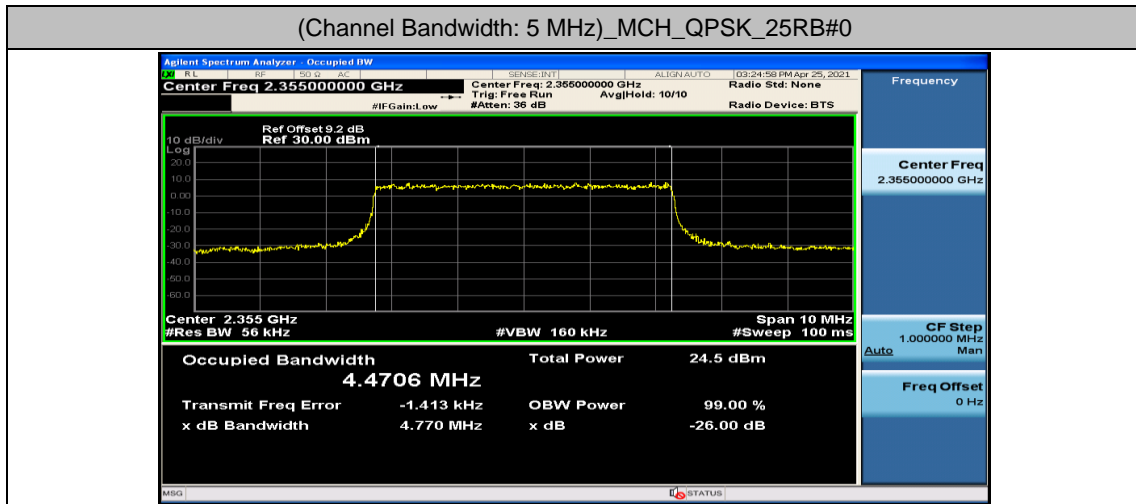 (Channel Bandwidth: 5 MHz)_MCH_QPSK_25RB#0
Agilent Spectrum Analyzer - Occupied BW
LXI RL RF 50 Ω AC SENSE:INT ALIGN AUTO 03:24:58 PM Apr 25, 2021
Center Freq 2.355000000 GHz
Center Freq: 2.355000000 GHz
Radio Std: None
Trig: Free Run Avg|Hold: 10/10
#IFGain:Low
#Atten: 36 dB
Radio Device: BTS
Frequency
Ref Offset 9.2 dB
10 dB/div Ref 30.00 dBm
Log
20.0
10.0
0.00
-10.0
-20.0
-30.0
-40.0
-50.0
-60.0
Center 2.355 GHz Span 10 MHz
#Res BW 56 kHz #VBW 160 kHz #Sweep 100 ms
Center Freq
2.355000000 GHz
CF Step
1.000000 MHz
Auto Man
Freq Offset
0 Hz
Occupied Bandwidth Total Power 24.5 dBm
4.4706 MHz
Transmit Freq Error -1.413 kHz OBW Power 99.00 %
x dB Bandwidth 4.770 MHz x dB -26.00 dB
MSG STATUS